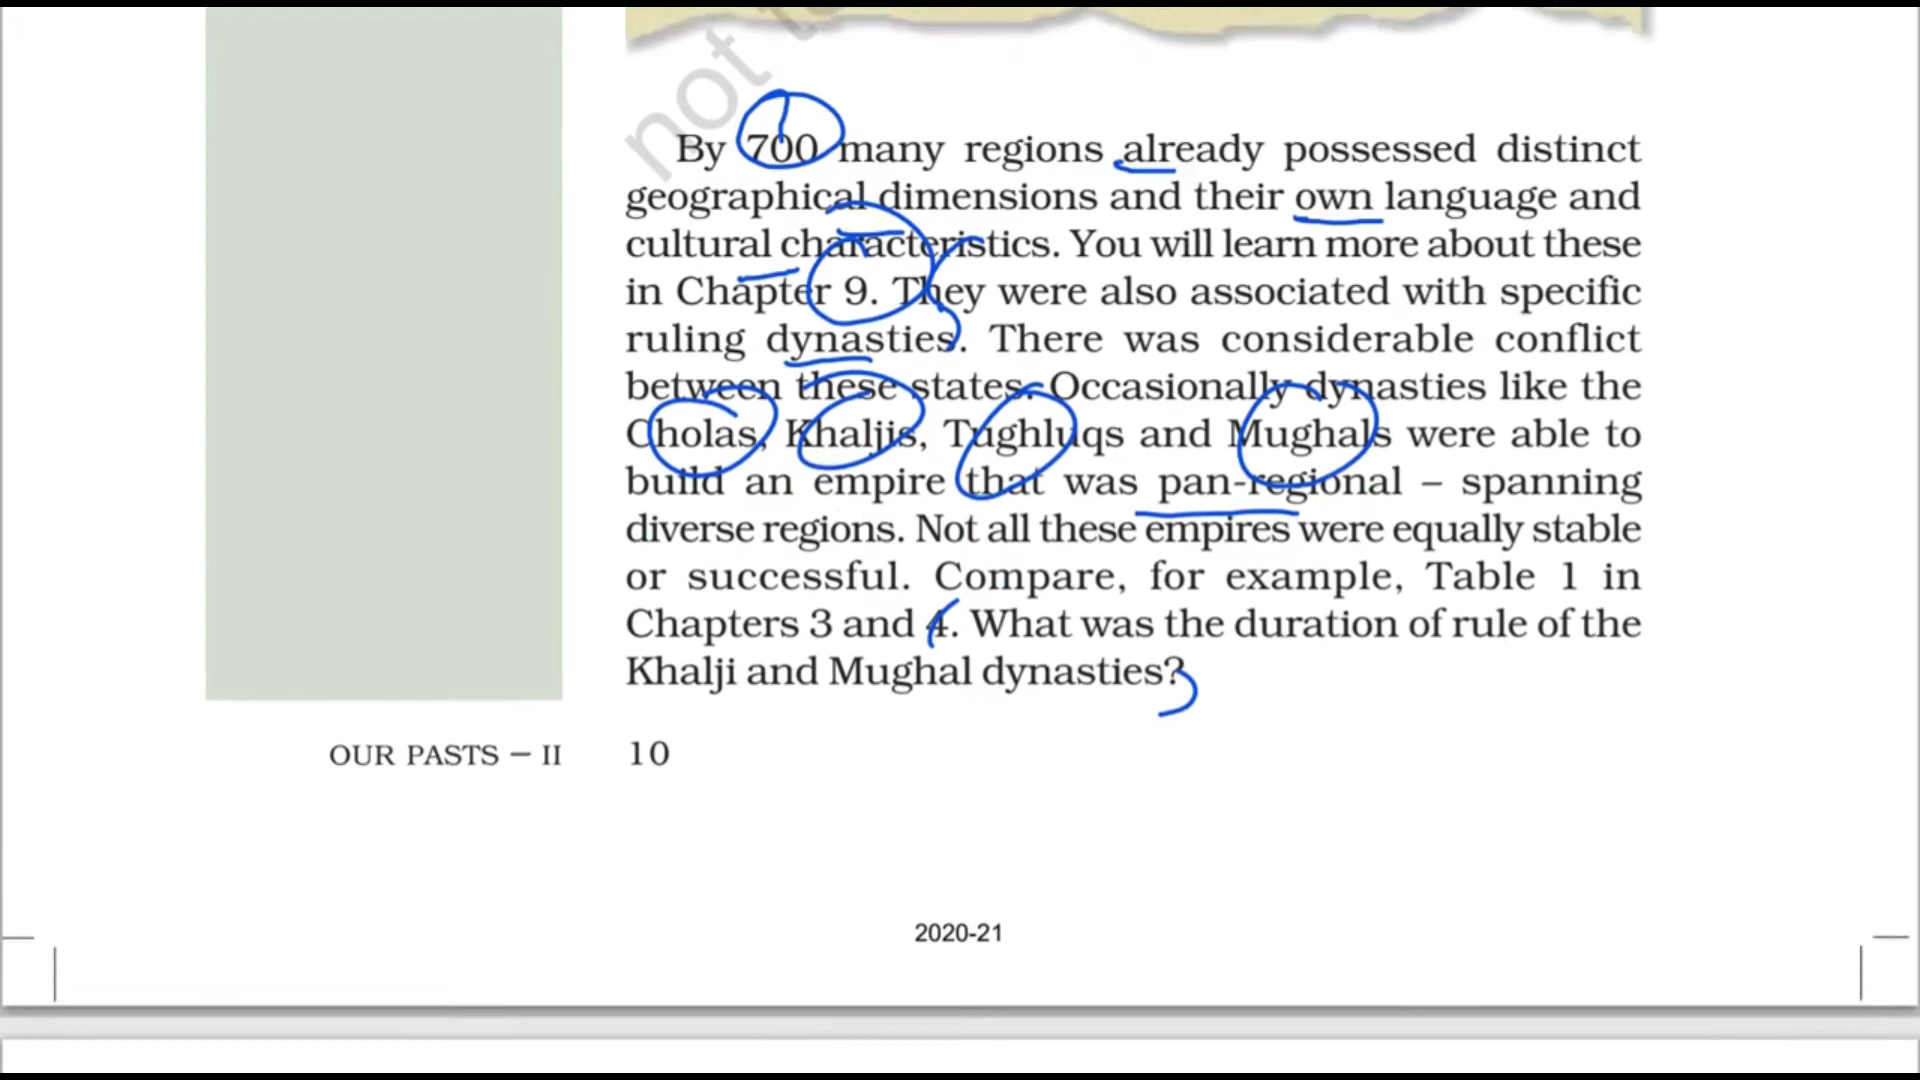 not t
By 700 many regions already possessed distinct
geographical dimensions and their own language and
cultural characteristics. You will learn more about these
in Chapter 9. They were also associated with specific
ruling dynasties. There was considerable conflict
between these states. Occasionally dynasties like the
Cholas, Khaljis, Tughluqs and Mughals were able to
build an empire that was pan-regional – spanning
diverse regions. Not all these empires were equally stable
or successful. Compare, for example, Table 1 in
Chapters 3 and 4. What was the duration of rule of the
Khalji and Mughal dynasties?
OUR PASTS – II 10
2020-21